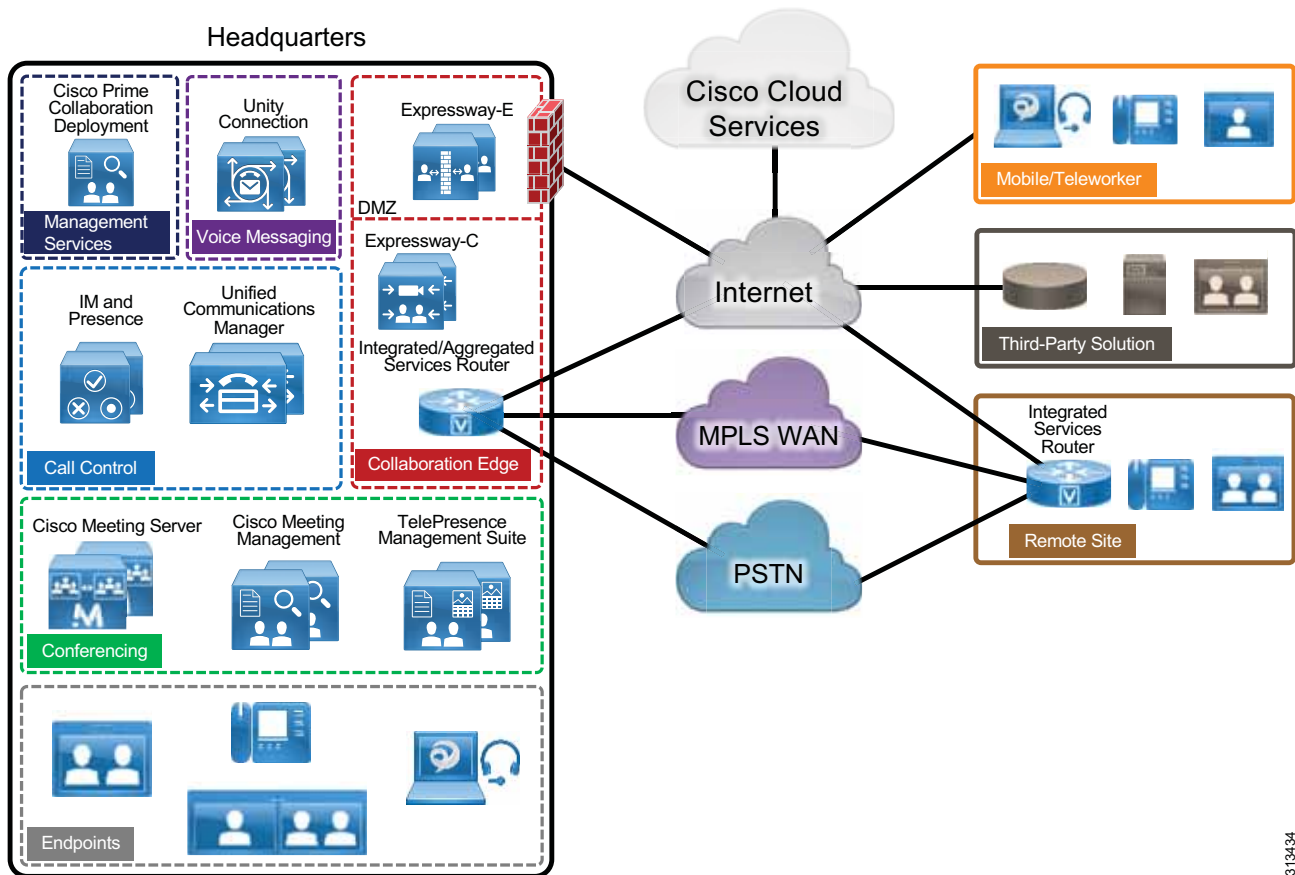 Headquarters
Cisco Prime
Collaboration
Deployment
Management
Services
Unity
Connection
Voice Messaging
Expressway-E
DMZ
Expressway-C
Integrated/Aggregated
Services Router
V
Collaboration Edge
IM and
Presence
Unified
Communications
Manager
Call Control
Cisco Meeting Server
M
Cisco Meeting
Management
TelePresence
Management Suite
Conferencing
Endpoints
Cisco Cloud
Services
Internet
MPLS WAN
PSTN
Mobile/Teleworker
Third-Party Solution
Integrated
Services
Router
V
Remote Site
313434